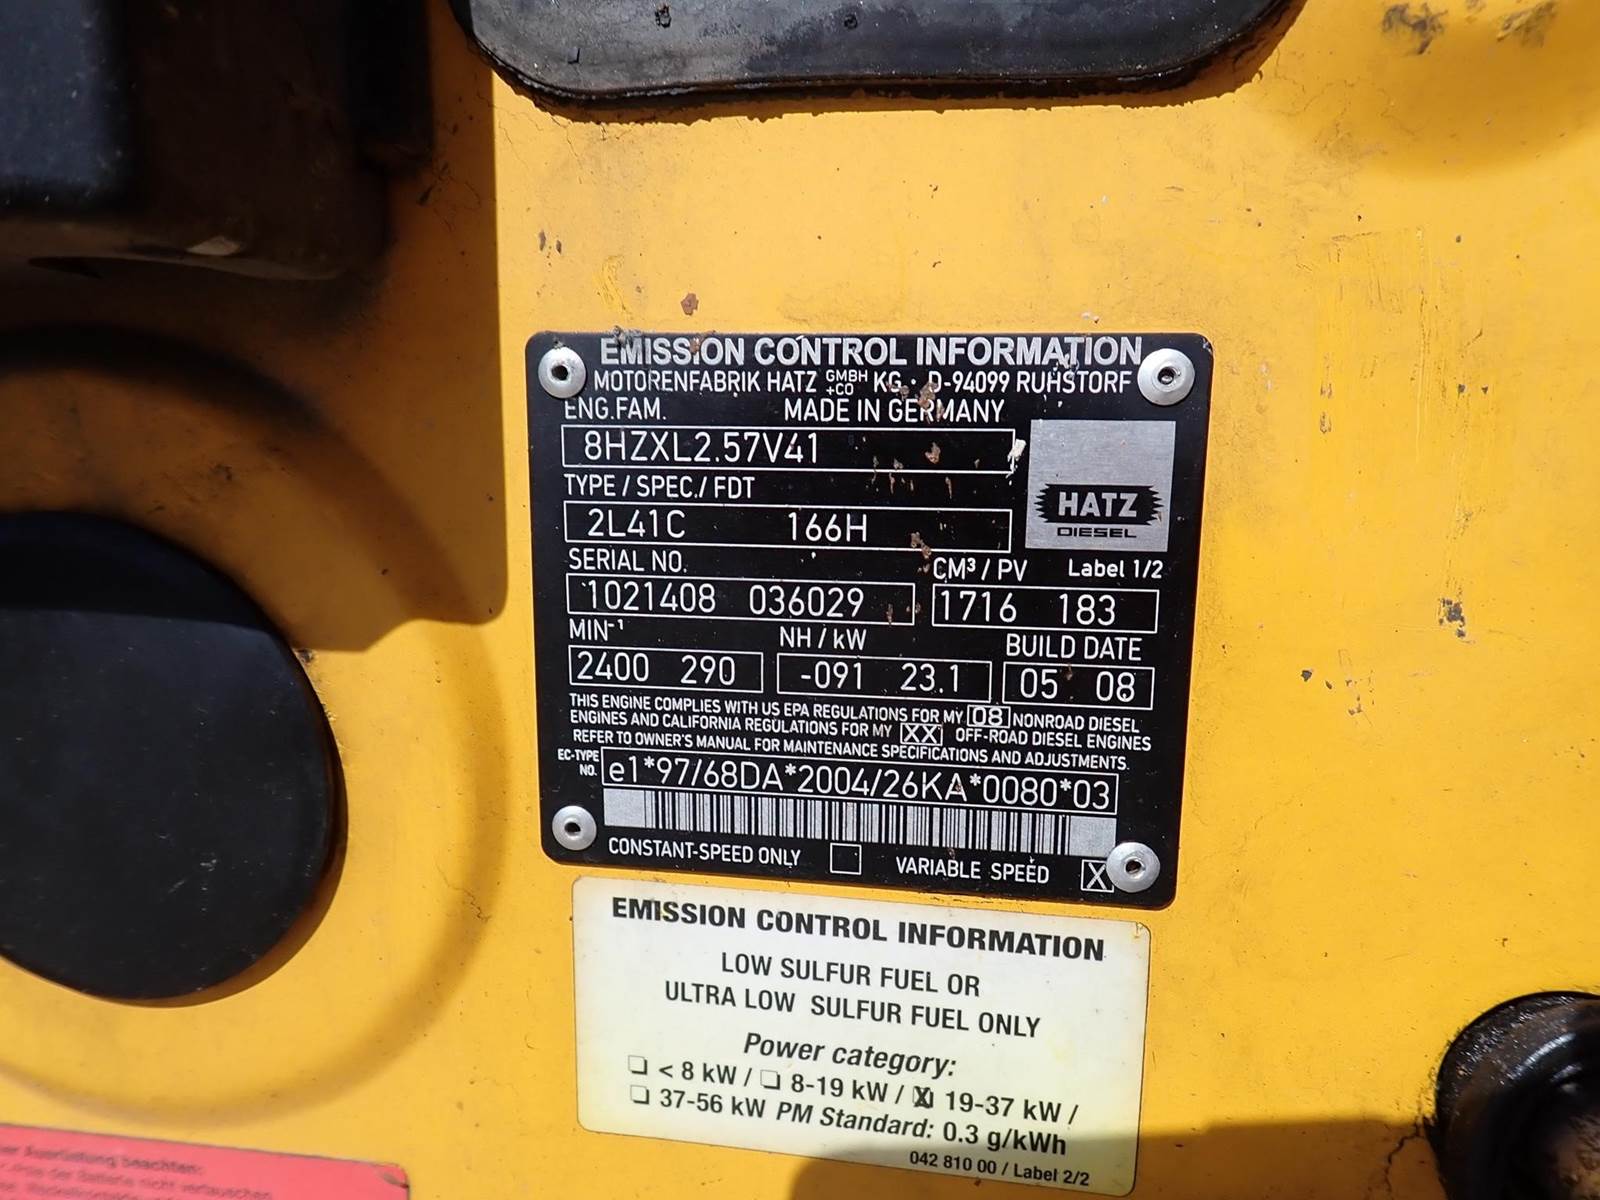 EMISSION CONTROL INFORMATION
MOTORENFABRIK HATZ GMBH +CO KG · D-94099 RUHSTORF
ENG.FAM. MADE IN GERMANY
8HZXL2.57V41
TYPE / SPEC./ FDT
2L41C 166H
HATZ
DIESEL
SERIAL NO. CM³ / PV Label 1/2
1021408 036029 1716 183
MIN⁻¹ NH / kW BUILD DATE
2400 290 -091 23.1 05 08
THIS ENGINE COMPLIES WITH US EPA REGULATIONS FOR MY 08 NONROAD DIESEL
ENGINES AND CALIFORNIA REGULATIONS FOR MY XX OFF-ROAD DIESEL ENGINES
REFER TO OWNER'S MANUAL FOR MAINTENANCE SPECIFICATIONS AND ADJUSTMENTS.
EC-TYPE NO. e1*97/68DA*2004/26KA*0080*03
CONSTANT-SPEED ONLY VARIABLE SPEED X
EMISSION CONTROL INFORMATION
LOW SULFUR FUEL OR
ULTRA LOW SULFUR FUEL ONLY
Power category:
❏ < 8 kW / ❏ 8-19 kW / X 19-37 kW /
❏ 37-56 kW PM Standard: 0.3 g/kWh
042 810 00 / Label 2/2
Ausrüstung beachten:
der Batterie nicht vertauschen